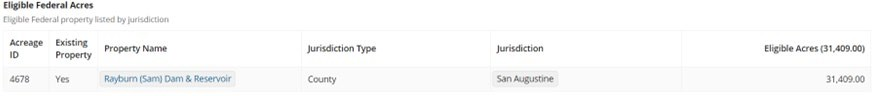 Eligible Federal Acres
Eligible Federal property listed by jurisdiction
Acreage ID Existing Property Property Name Jurisdiction Type Jurisdiction Eligible Acres (31,409.00)
4678 Yes Rayburn (Sam) Dam & Reservoir County San Augustine 31,409.00